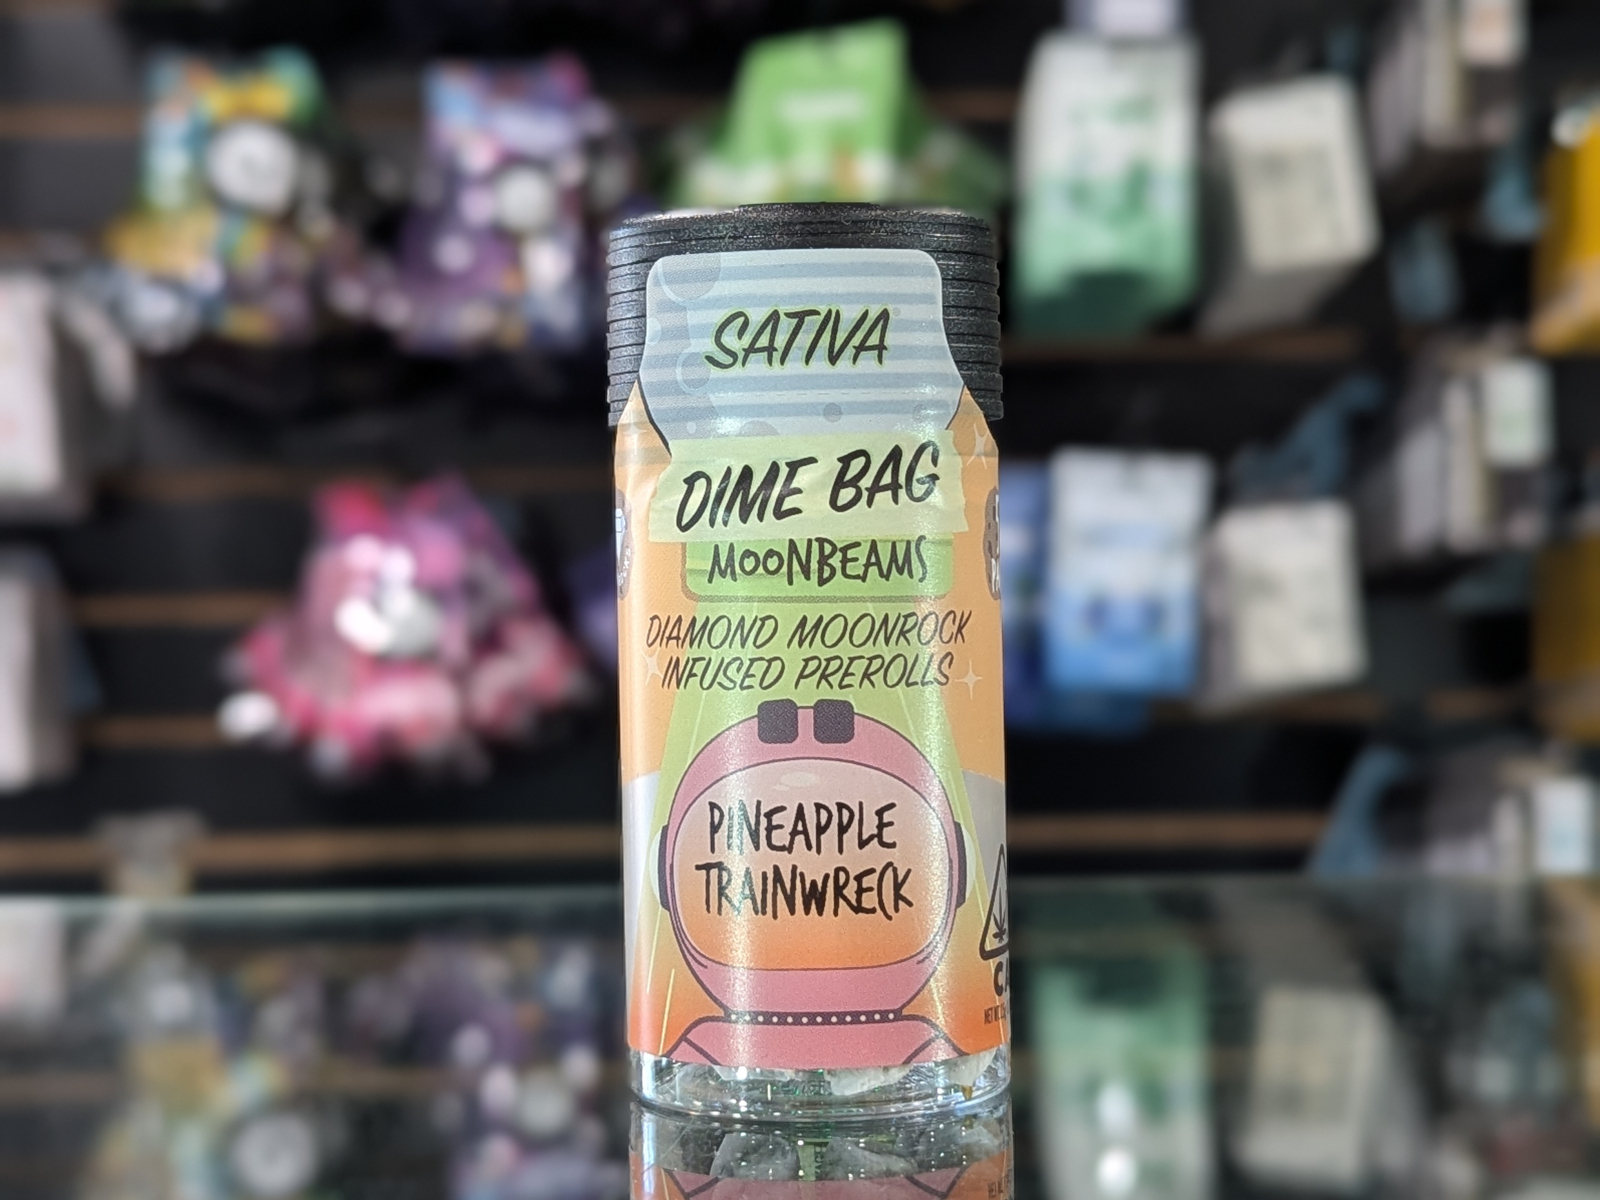 SATIVA
DIME BAG
MOONBEAMS
DIAMOND MOONROCK
INFUSED PREROLLS
PINEAPPLE
TRAINWRECK